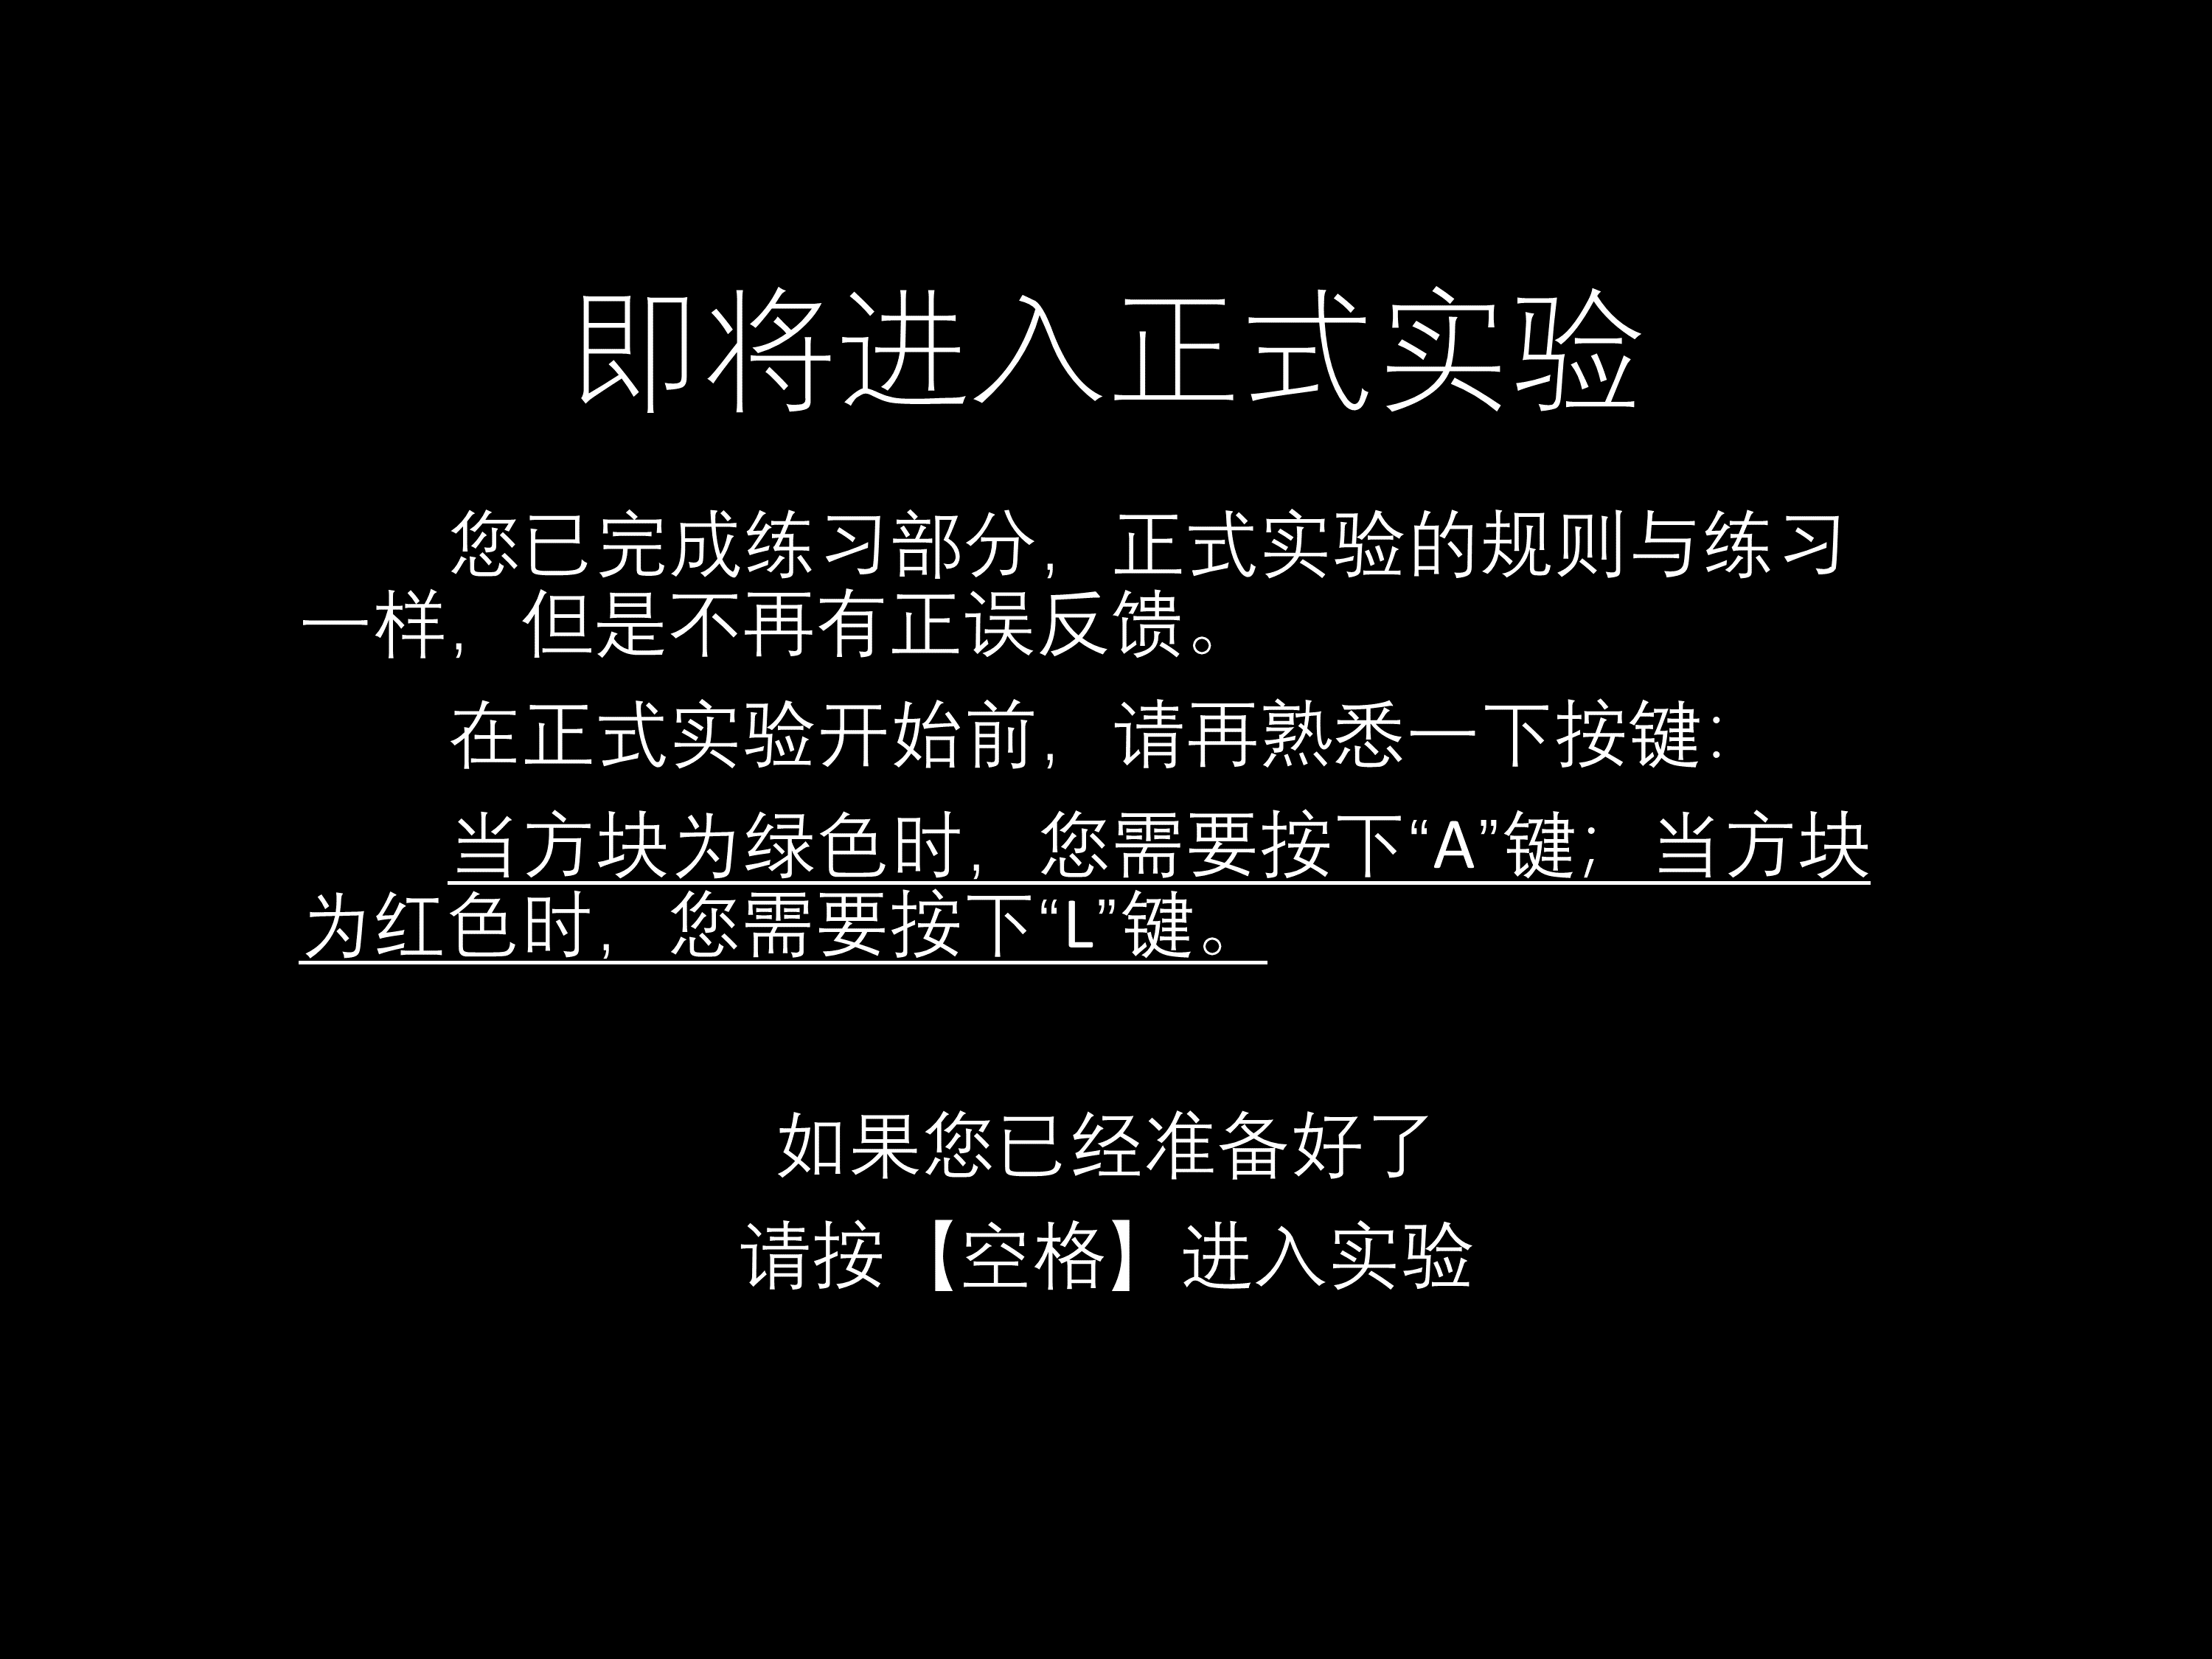 即将进入正式实验
您已完成练习部分，正式实验的规则与练习
一样，但是不再有正误反馈。
在正式实验开始前，请再熟悉一下按键：
当方块为绿色时，您需要按下“A”键；当方块
为红色时，您需要按下“L”键。
如果您已经准备好了
请按【空格】进入实验